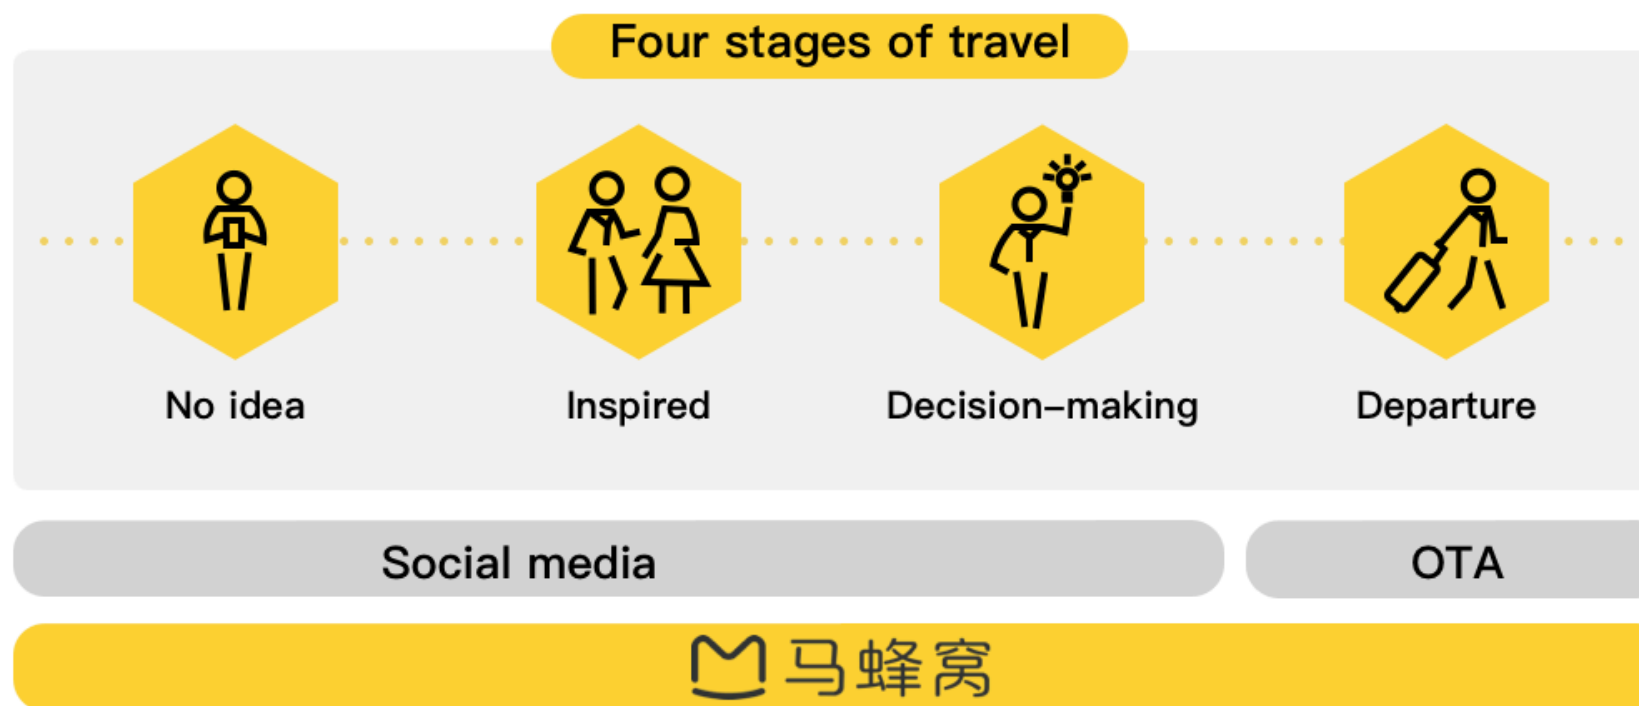 Four stages of travel
No idea
Inspired
Decision-making
Departure
Social media
OTA
马蜂窝